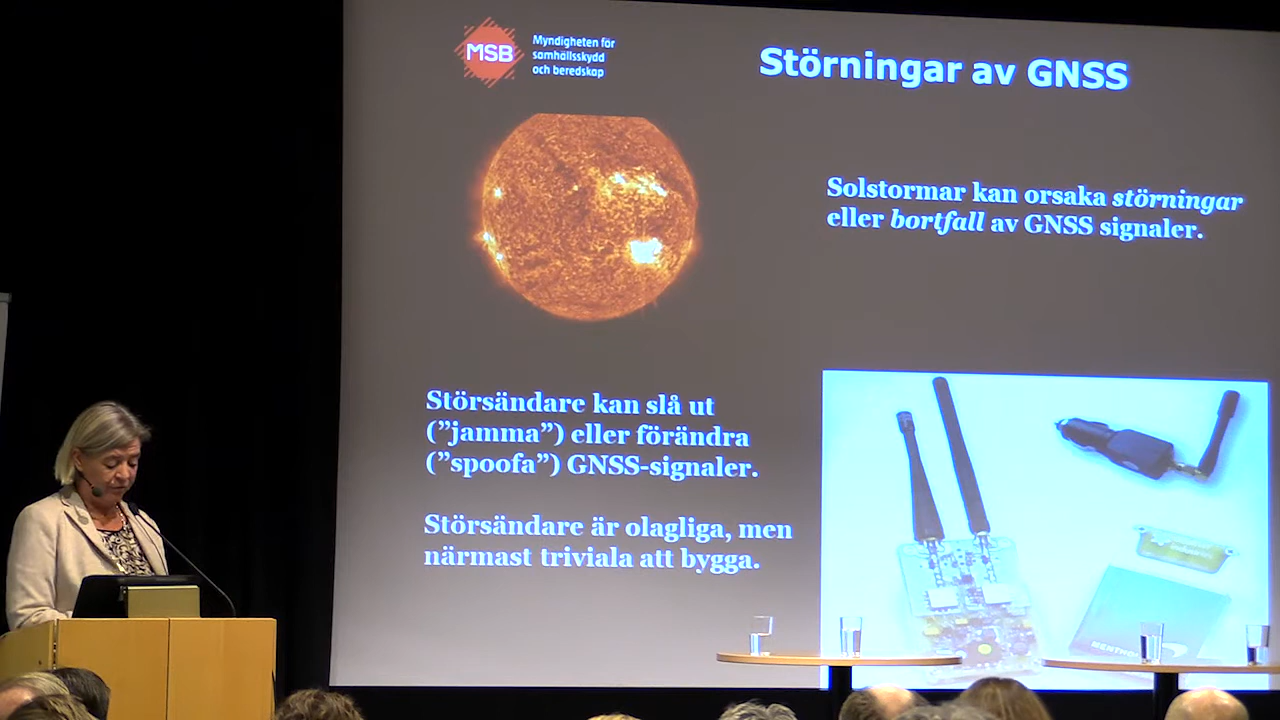 MSB
Myndigheten för
samhällsskydd
och beredskap
Störningar av GNSS
Solstormar kan orsaka störningar
eller bortfall av GNSS signaler.
Störsändare kan slå ut
(”jamma”) eller förändra
(”spoofa”) GNSS-signaler.
Störsändare är olagliga, men
närmast triviala att bygga.